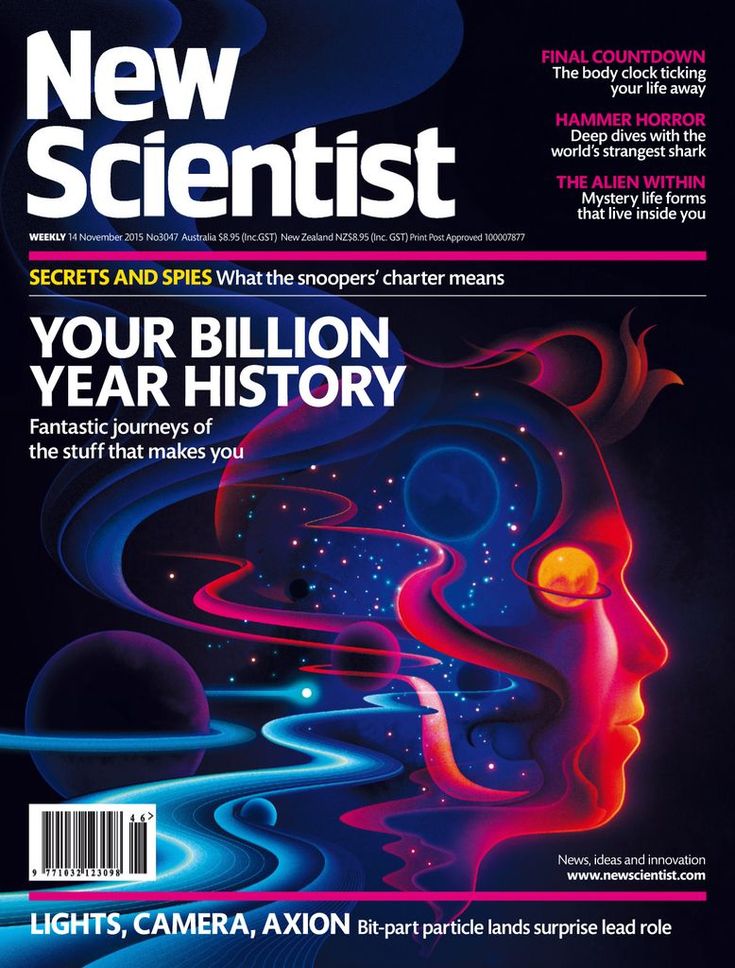 New
Scientist
FINAL COUNTDOWN
The body clock ticking
your life away
HAMMER HORROR
Deep dives with the
world's strangest shark
THE ALIEN WITHIN
Mystery life forms
that live inside you
WEEKLY 14 November 2015 No3047 Australia $8.95 (Inc.GST) New Zealand NZ$8.95 (Inc. GST) Print Post Approved 100007877
SECRETS AND SPIES What the snoopers' charter means
YOUR BILLION
YEAR HISTORY
Fantastic journeys of
the stuff that makes you
46>
9 771032 123098
News, ideas and innovation
www.newscientist.com
LIGHTS, CAMERA, AXION Bit-part particle lands surprise lead role